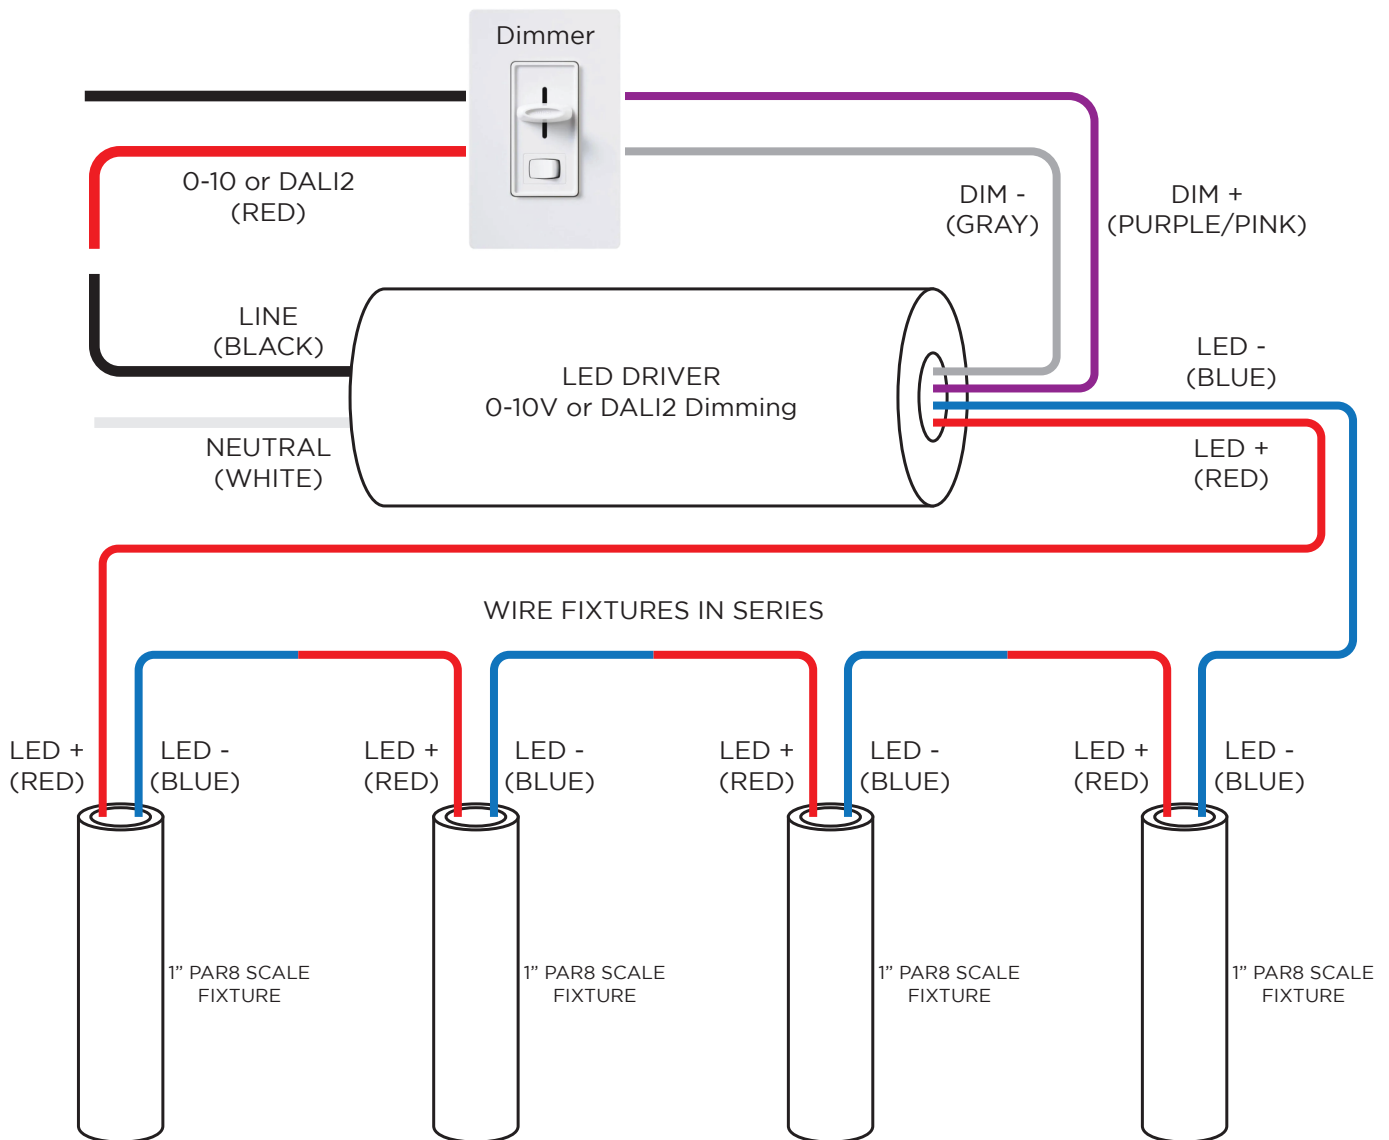 Dimmer
0-10 or DALI2
(RED)
DIM -
(GRAY)
DIM +
(PURPLE/PINK)
LINE
(BLACK)
LED DRIVER
0-10V or DALI2 Dimming
NEUTRAL
(WHITE)
LED -
(BLUE)
LED +
(RED)
WIRE FIXTURES IN SERIES
LED +
(RED)
LED -
(BLUE)
LED +
(RED)
LED -
(BLUE)
LED +
(RED)
LED -
(BLUE)
LED +
(RED)
LED -
(BLUE)
1” PAR8 SCALE
FIXTURE
1” PAR8 SCALE
FIXTURE
1” PAR8 SCALE
FIXTURE
1” PAR8 SCALE
FIXTURE